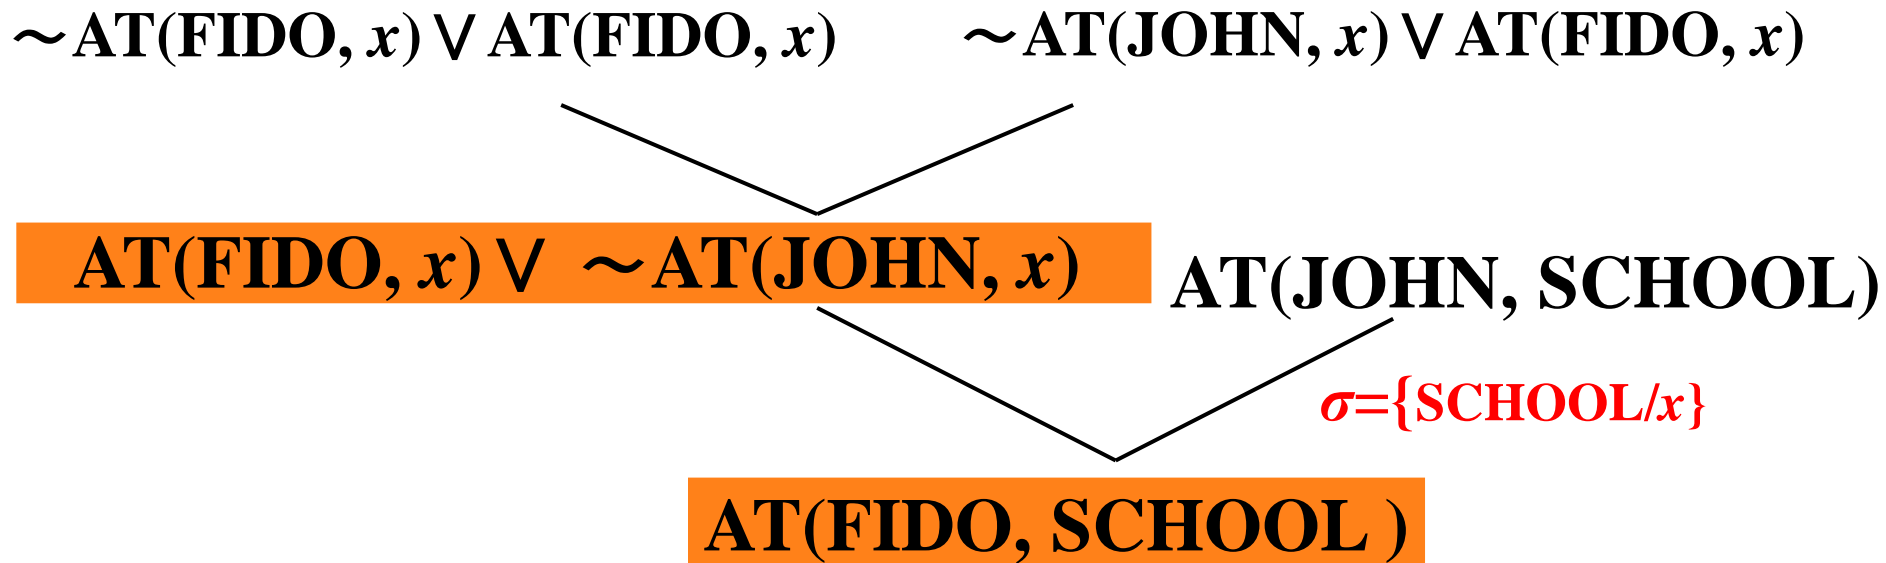 ～AT(FIDO, x) ∨ AT(FIDO, x)
～AT(JOHN, x) ∨ AT(FIDO, x)
AT(FIDO, x) ∨ ～AT(JOHN, x)
AT(JOHN, SCHOOL)
σ={SCHOOL/x}
AT(FIDO, SCHOOL )